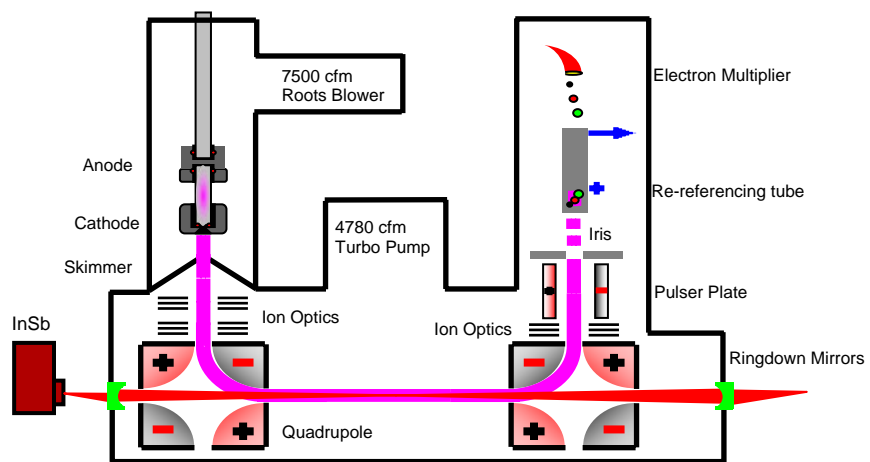 7500 cfm
Roots Blower
Electron Multiplier
Anode
Cathode
Re-referencing tube
4780 cfm
Turbo Pump
Iris
Skimmer
Pulser Plate
InSb
Ion Optics
Ion Optics
Ringdown Mirrors
Quadrupole